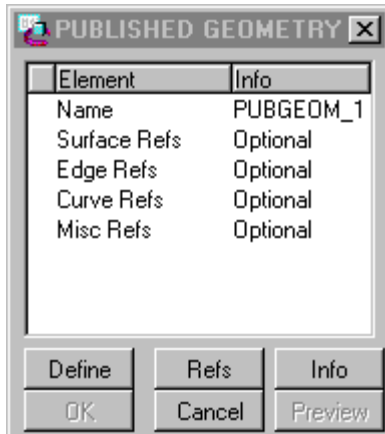 PUBLISHED GEOMETRY
Element Info
Name PUBGEOM_1
Surface Refs Optional
Edge Refs Optional
Curve Refs Optional
Misc Refs Optional
Define Refs Info
OK Cancel Preview